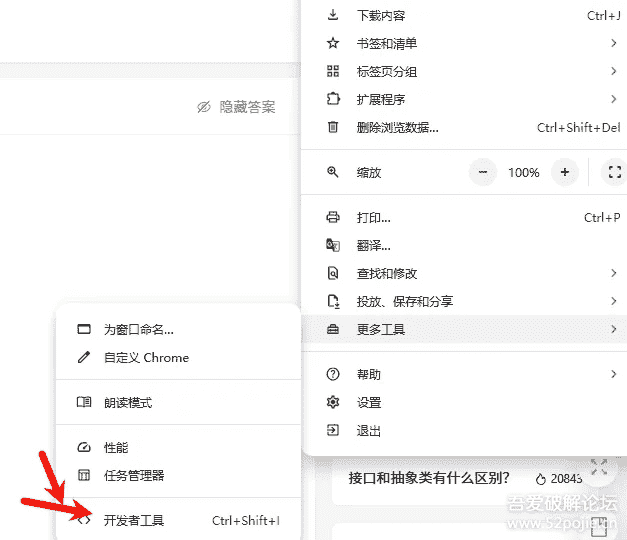 下载内容 Ctrl+J
书签和清单
标签页分组
隐藏答案
扩展程序
删除浏览数据... Ctrl+Shift+Del
缩放 100%
打印... Ctrl+P
翻译...
查找和修改
投放、保存和分享
更多工具
为窗口命名...
自定义 Chrome
朗读模式
性能
任务管理器
开发者工具 Ctrl+Shift+I
帮助
设置
退出
接口和抽象类有什么区别? 20843
吾爱破解论坛
www.52pojie.cn